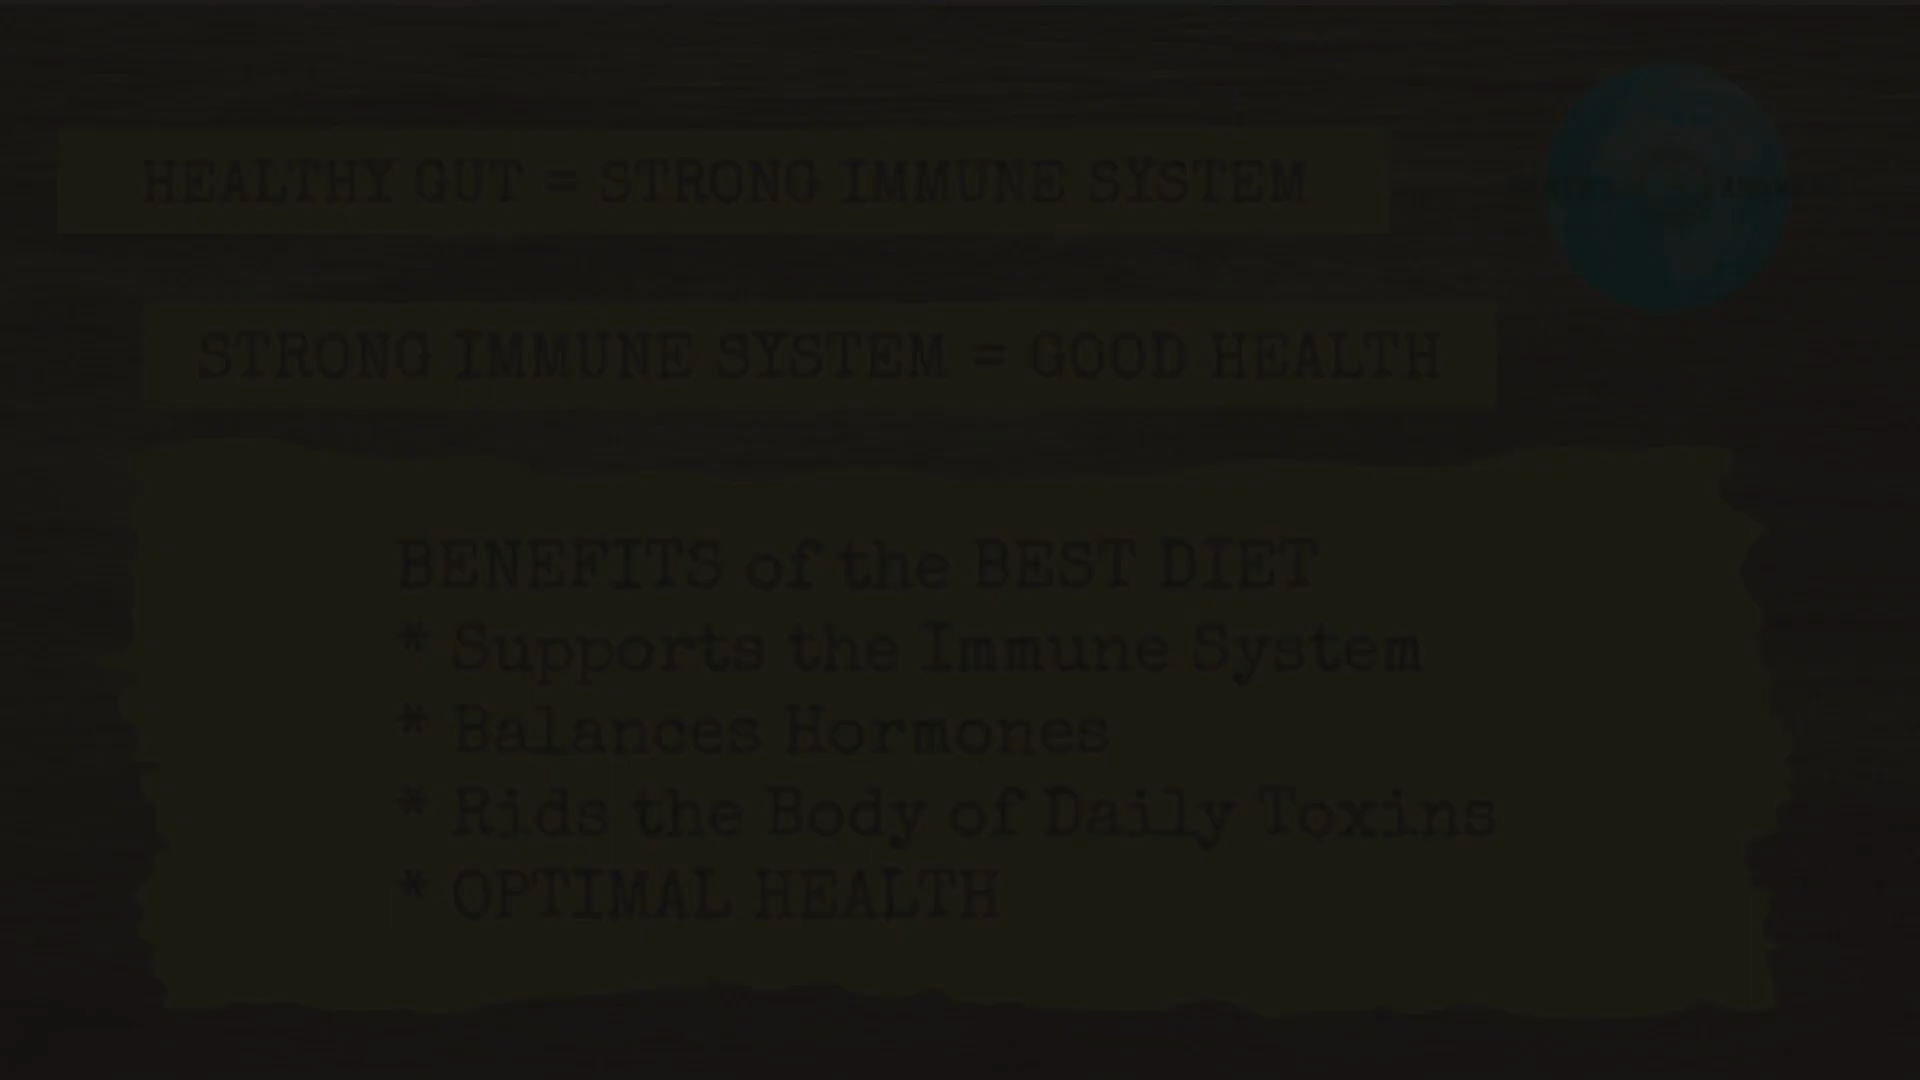 HEALTHY GUT = STRONG IMMUNE SYSTEM
STRONG IMMUNE SYSTEM = GOOD HEALTH
BENEFITS of the BEST DIET
* Supports the Immune System
* Balances Hormones
* Rids the Body of Daily Toxins
* OPTIMAL HEALTH